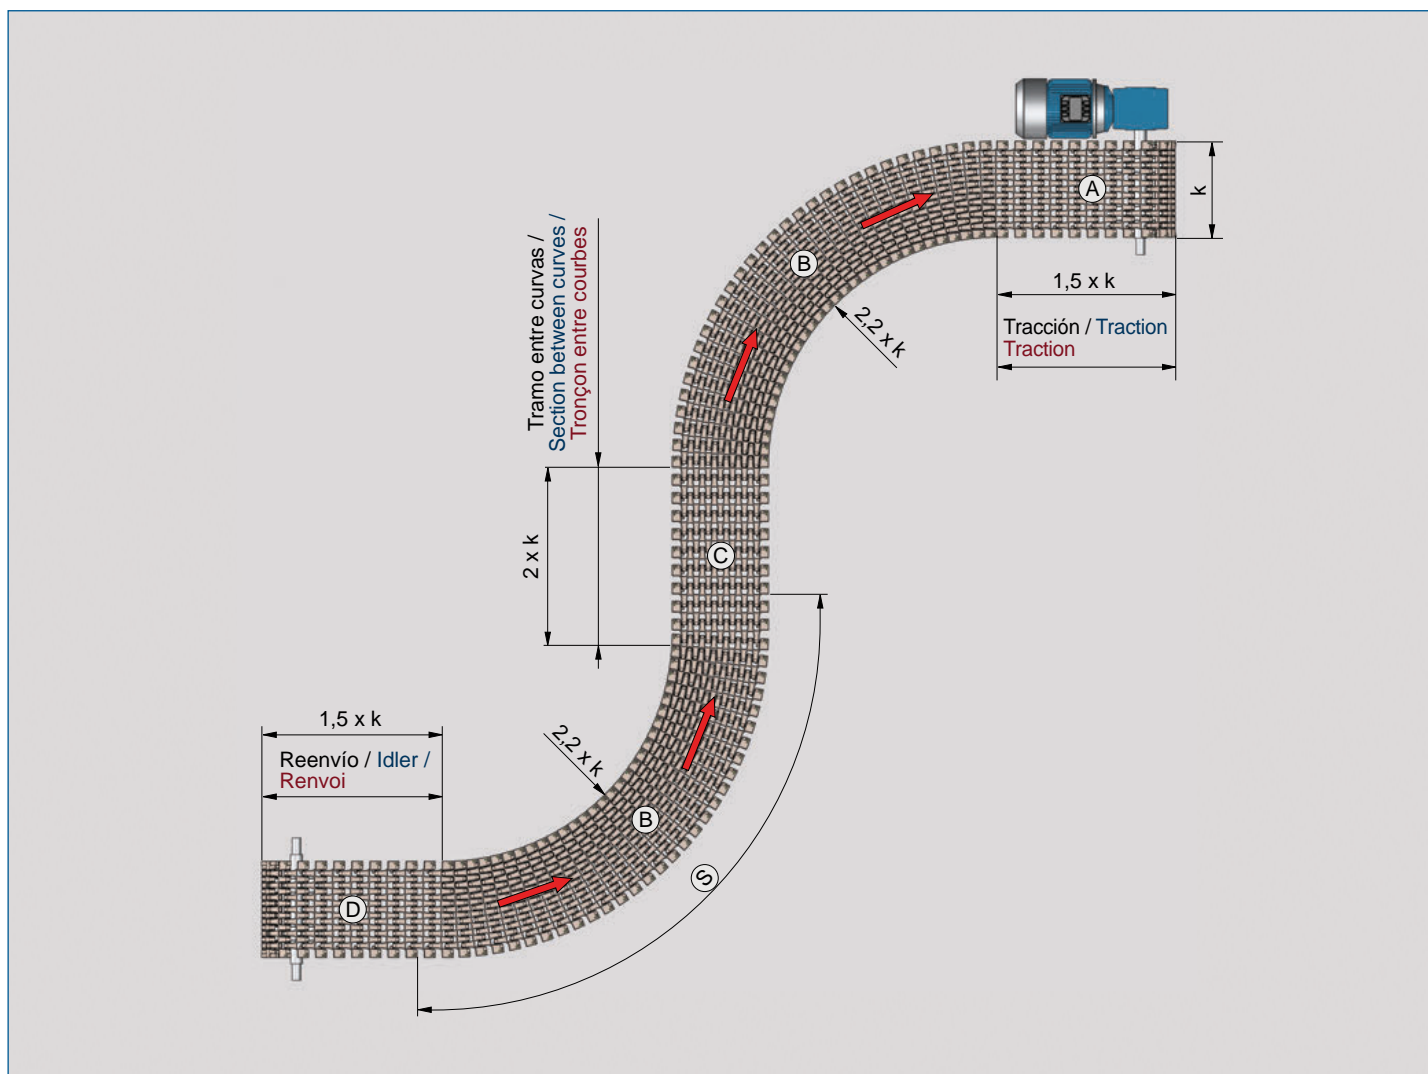 A
k
1,5 x k
Tracción / Traction
Traction
B
2,2 x k
Tramo entre curvas /
Section between curves /
Tronçon entre courbes
2 x k
C
1,5 x k
Reenvío / Idler /
Renvoi
2,2 x k
B
S
D